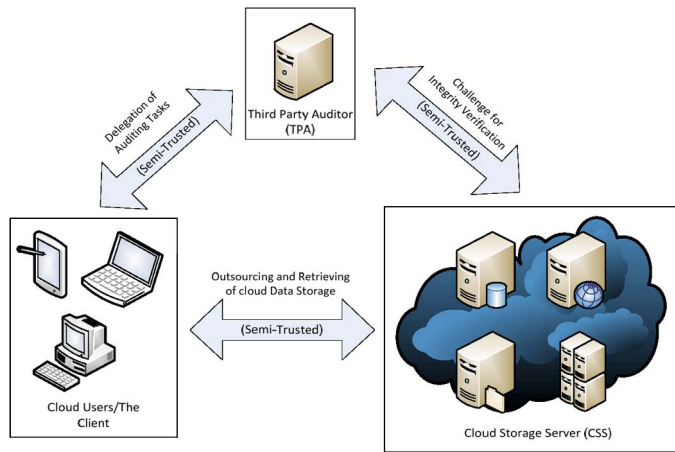 Third Party Auditor
(TPA)
Delegation of
Auditing Tasks
(Semi-Trusted)
Challenge for
Integrity Verification
(Semi-Trusted)
Outsourcing and Retrieving
of cloud Data Storage
(Semi-Trusted)
Cloud Users/The
Client
Cloud Storage Server (CSS)